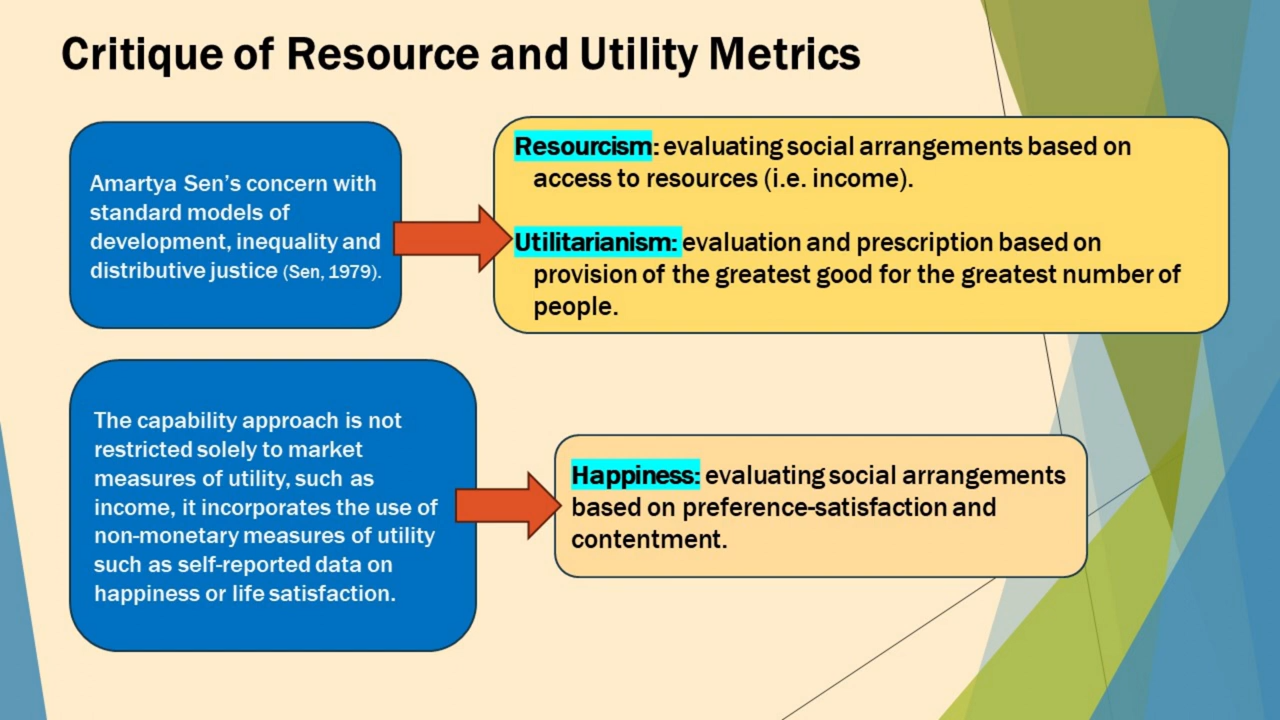 Critique of Resource and Utility Metrics
Amartya Sen's concern with
standard models of
development, inequality and
distributive justice (Sen, 1979).
Resourcism: evaluating social arrangements based on
access to resources (i.e. income).
Utilitarianism: evaluation and prescription based on
provision of the greatest good for the greatest number of
people.
The capability approach is not
restricted solely to market
measures of utility, such as
income, it incorporates the use of
non-monetary measures of utility
such as self-reported data on
happiness or life satisfaction.
Happiness: evaluating social arrangements
based on preference-satisfaction and
contentment.